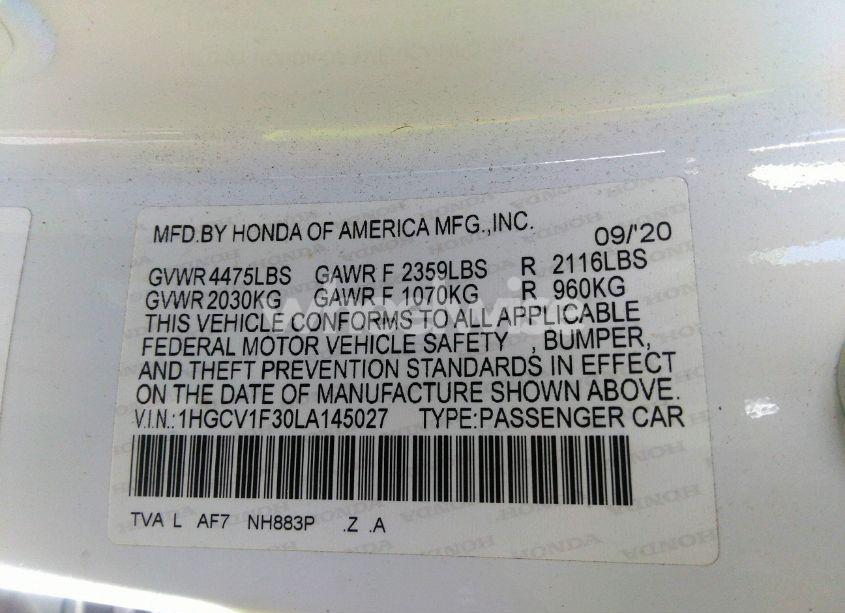 MFD.BY HONDA OF AMERICA MFG.,INC. 09/'20
GVWR 4475LBS GAWR F 2359LBS R 2116LBS
GVWR 2030KG GAWR F 1070KG R 960KG
THIS VEHICLE CONFORMS TO ALL APPLICABLE
FEDERAL MOTOR VEHICLE SAFETY , BUMPER,
AND THEFT PREVENTION STANDARDS IN EFFECT
ON THE DATE OF MANUFACTURE SHOWN ABOVE.
V.I.N.:1HGCV1F30LA145027 TYPE:PASSENGER CAR
TVA L AF7 NH883P .Z .A